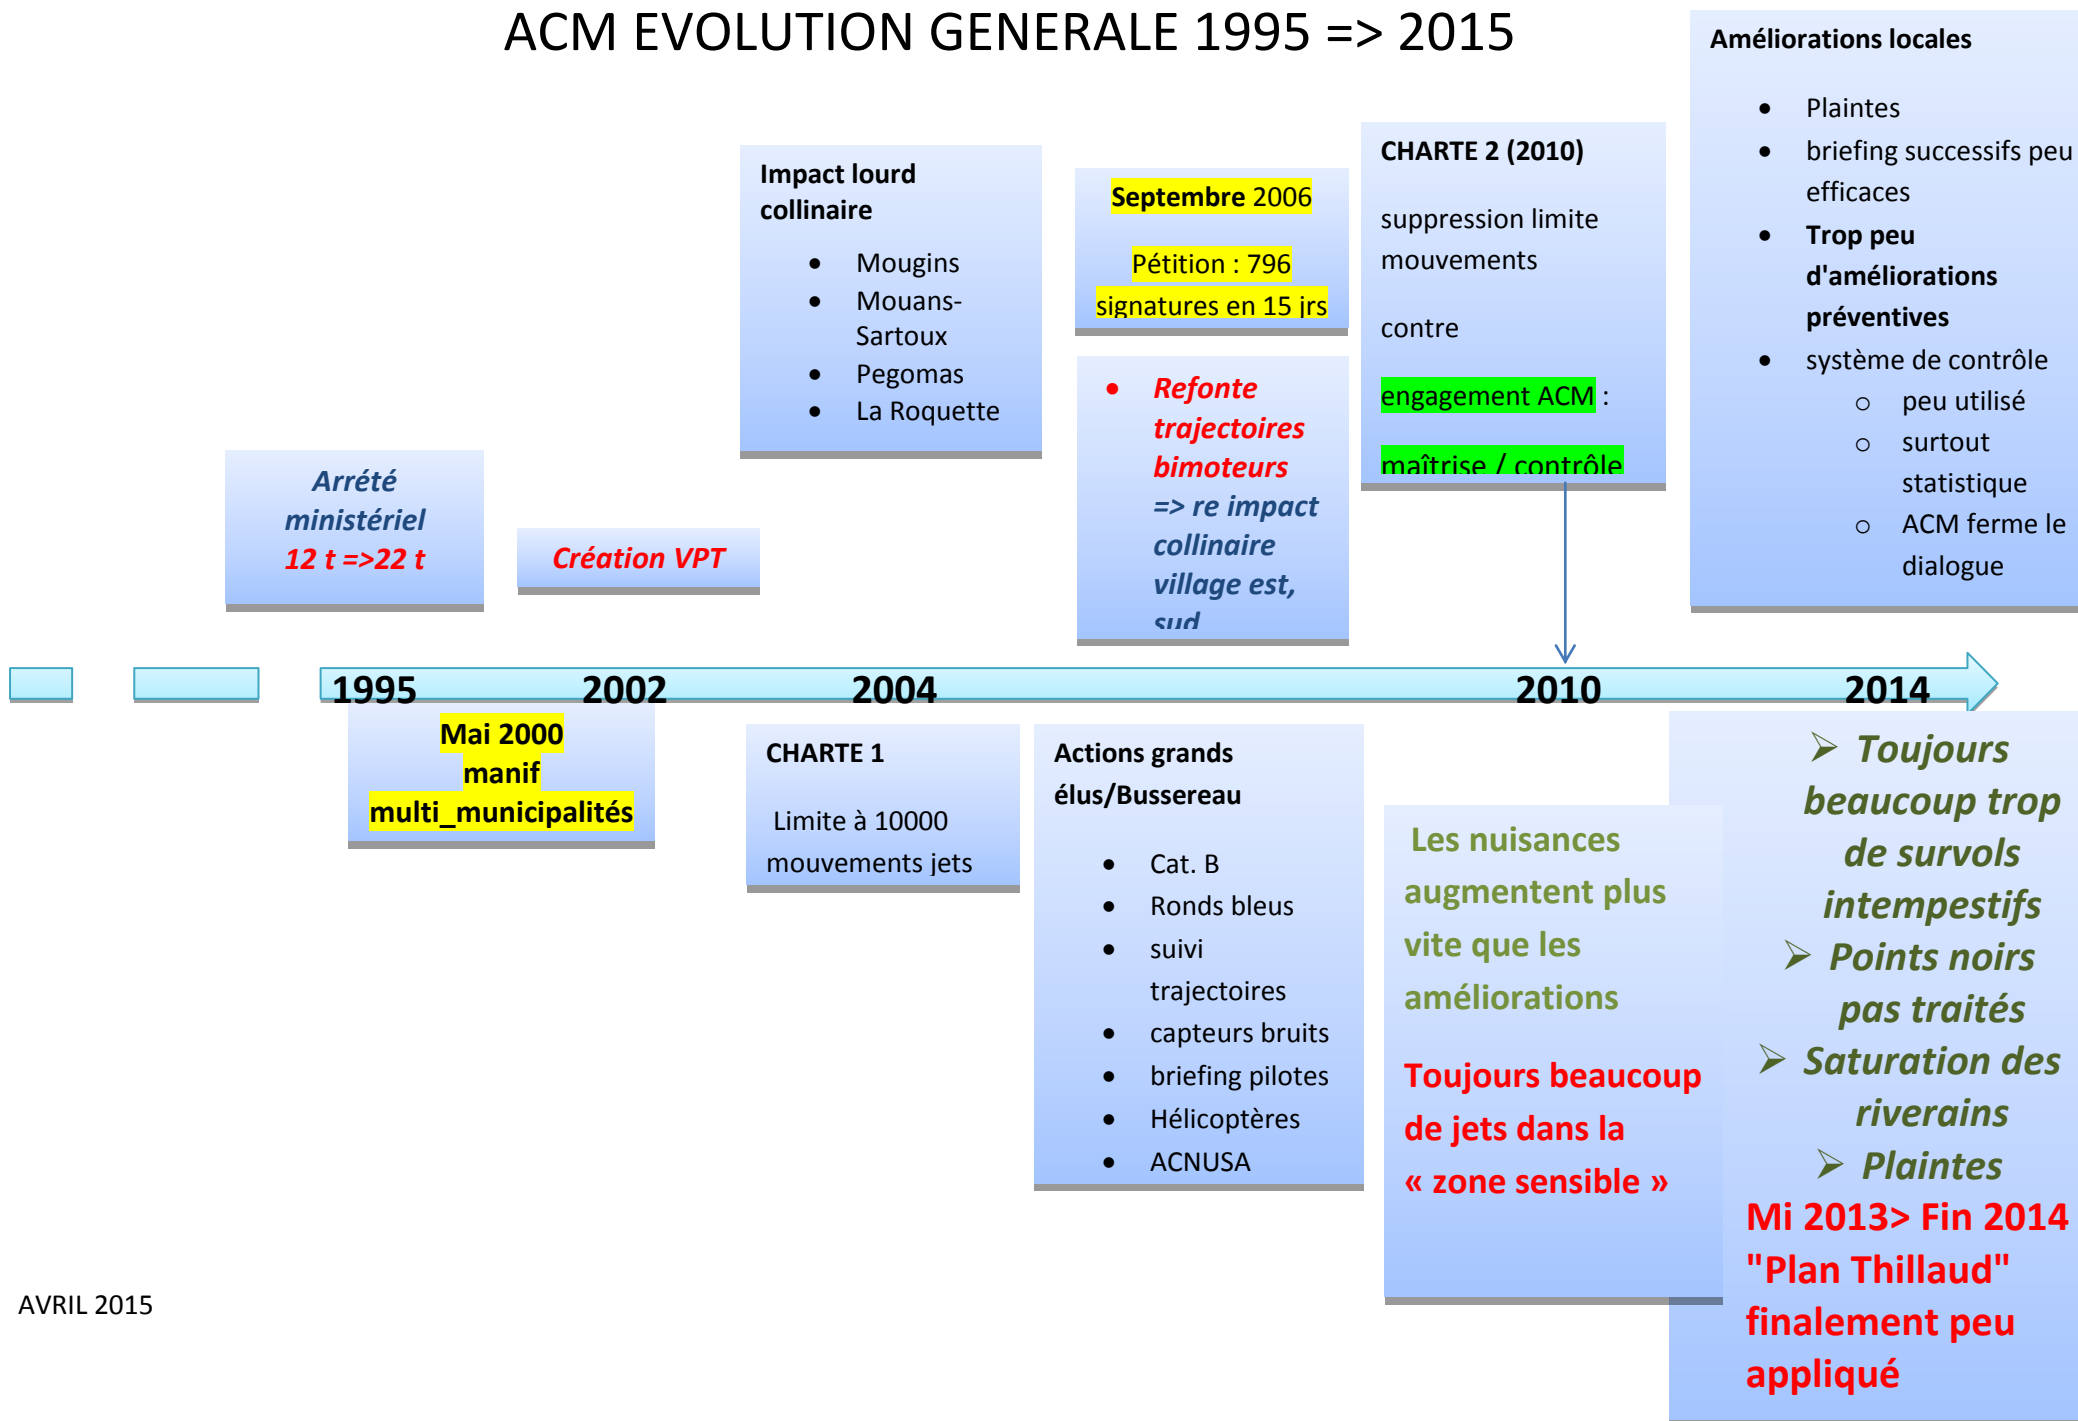 ACM EVOLUTION GENERALE 1995 => 2015
Améliorations locales
• Plaintes
• briefing successifs peu
efficaces
• Trop peu
d'améliorations
préventives
• système de contrôle
o peu utilisé
o surtout
statistique
o ACM ferme le
dialogue
CHARTE 2 (2010)
suppression limite
mouvements
contre
engagement ACM :
maîtrise / contrôle
Septembre 2006
Pétition : 796
signatures en 15 jrs
• Refonte
trajectoires
bimoteurs
=> re impact
collinaire
village est,
sud
Impact lourd
collinaire
• Mougins
• Mouans-
Sartoux
• Pegomas
• La Roquette
Arrété
ministériel
12 t =>22 t
Création VPT
1995 2002 2004 2010 2014
Mai 2000
manif
multi_municipalités
CHARTE 1
Limite à 10000
mouvements jets
Actions grands
élus/Bussereau
• Cat. B
• Ronds bleus
• suivi
trajectoires
• capteurs bruits
• briefing pilotes
• Hélicoptères
• ACNUSA
Les nuisances
augmentent plus
vite que les
améliorations
Toujours beaucoup
de jets dans la
« zone sensible »
➢ Toujours
beaucoup trop
de survols
intempestifs
➢ Points noirs
pas traités
➢ Saturation des
riverains
➢ Plaintes
Mi 2013> Fin 2014
"Plan Thillaud"
finalement peu
appliqué
AVRIL 2015